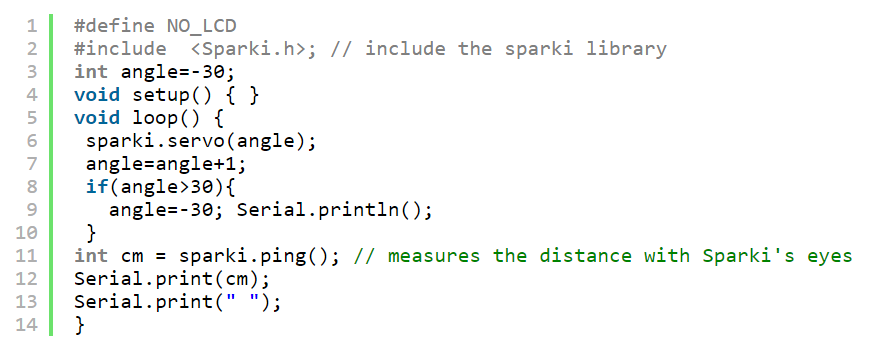 1 #define NO_LCD
2 #include  <Sparki.h>; // include the sparki library
3 int angle=-30;
4 void setup() { }
5 void loop() {
6  sparki.servo(angle);
7  angle=angle+1;
8  if(angle>30){
9    angle=-30; Serial.println();
10  }
11 int cm = sparki.ping(); // measures the distance with Sparki's eyes
12 Serial.print(cm);
13 Serial.print(" ");
14 }